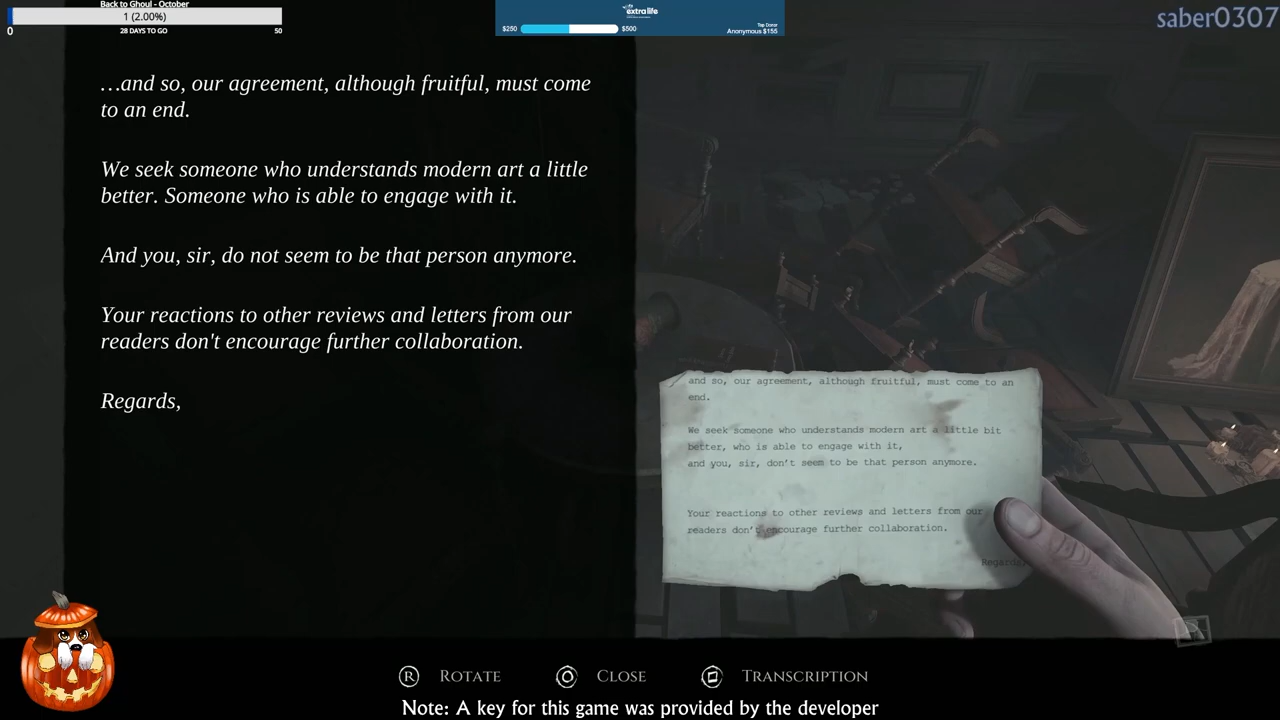 Back to Ghoul - October
1 (2.00%)
0
28 DAYS TO GO
50
extralife
$250
$500
Top Donor
Anonymous $155
saber0307
…and so, our agreement, although fruitful, must come
to an end.
We seek someone who understands modern art a little
better. Someone who is able to engage with it.
And you, sir, do not seem to be that person anymore.
Your reactions to other reviews and letters from our
readers don't encourage further collaboration.
Regards,
and so, our agreement, although fruitful, must come to an
end.
We seek someone who understands modern art a little bit
better, who is able to engage with it,
and you, sir, don't seem to be that person anymore.
Your reactions to other reviews and letters from our
readers don't encourage further collaboration.
Regards,
R ROTATE
CLOSE
TRANSCRIPTION
Note: A key for this game was provided by the developer